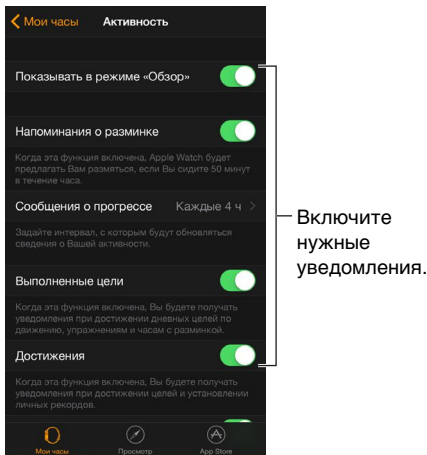 Мои часы Активность
Показывать в режиме «Обзор»
Напоминания о разминке
Когда эта функция включена, Apple Watch будет
предлагать Вам размяться, если Вы сидите 50 минут
в течение часа.
Сообщения о прогрессе Каждые 4 ч
Задайте интервал, с которым будут обновляться
сведения о Вашей активности.
Выполненные цели
Когда эта функция включена, Вы будете получать
уведомления при достижении дневных целей по
движению, упражнениям и часам с разминкой.
Достижения
Когда эта функция включена, Вы будете получать
уведомления при достижении целей и установлении
личных рекордов.
Мои часы Просмотр App Store
Включите
нужные
уведомления.